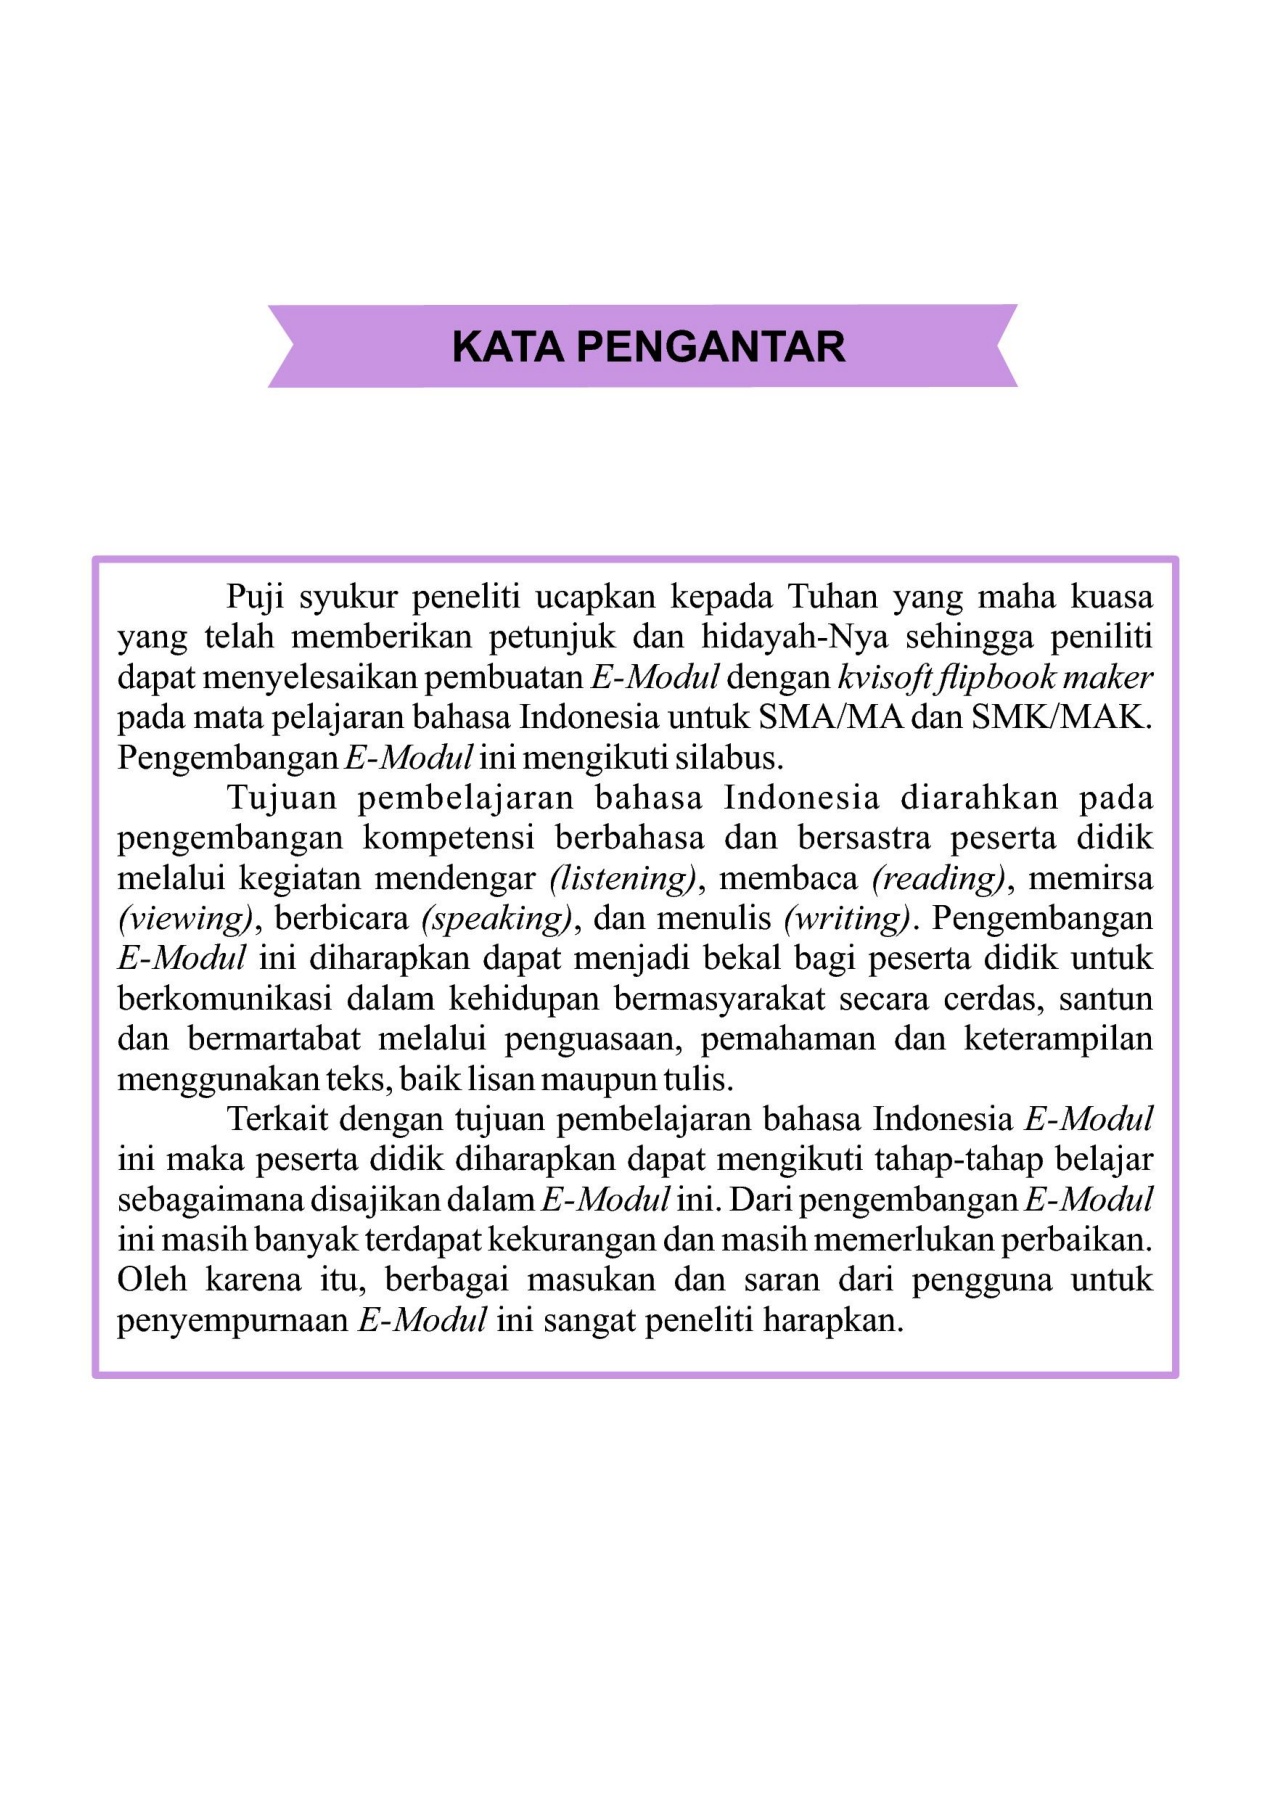 KATA PENGANTAR
Puji syukur peneliti ucapkan kepada Tuhan yang maha kuasa
yang telah memberikan petunjuk dan hidayah-Nya sehingga peniliti
dapat menyelesaikan pembuatan E-Modul dengan kvisoft flipbook maker
pada mata pelajaran bahasa Indonesia untuk SMA/MA dan SMK/MAK.
Pengembangan E-Modul ini mengikuti silabus.
Tujuan pembelajaran bahasa Indonesia diarahkan pada
pengembangan kompetensi berbahasa dan bersastra peserta didik
melalui kegiatan mendengar (listening), membaca (reading), memirsa
(viewing), berbicara (speaking), dan menulis (writing). Pengembangan
E-Modul ini diharapkan dapat menjadi bekal bagi peserta didik untuk
berkomunikasi dalam kehidupan bermasyarakat secara cerdas, santun
dan bermartabat melalui penguasaan, pemahaman dan keterampilan
menggunakan teks, baik lisan maupun tulis.
Terkait dengan tujuan pembelajaran bahasa Indonesia E-Modul
ini maka peserta didik diharapkan dapat mengikuti tahap-tahap belajar
sebagaimana disajikan dalam E-Modul ini. Dari pengembangan E-Modul
ini masih banyak terdapat kekurangan dan masih memerlukan perbaikan.
Oleh karena itu, berbagai masukan dan saran dari pengguna untuk
penyempurnaan E-Modul ini sangat peneliti harapkan.